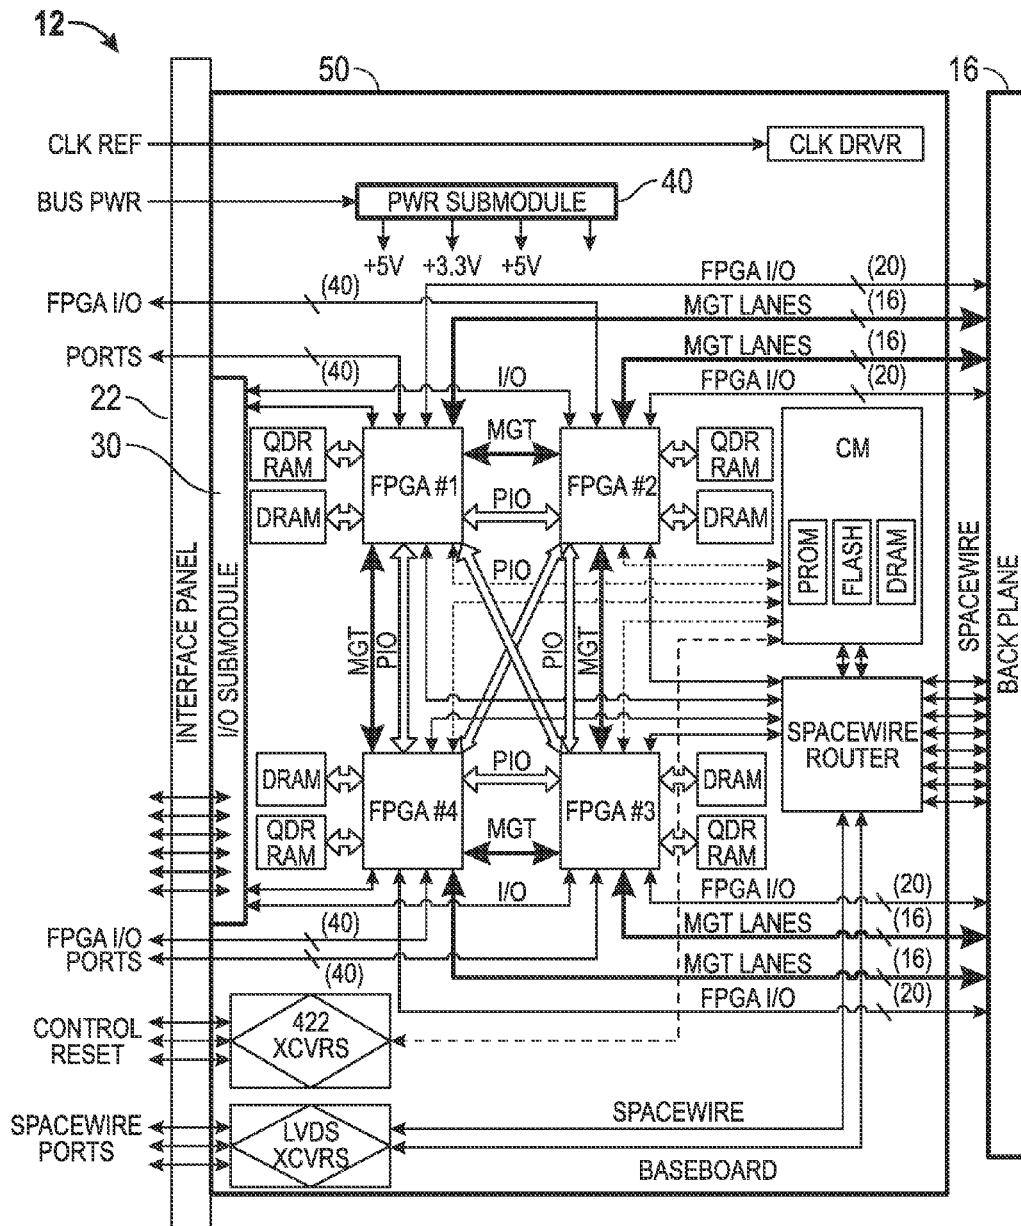 12
50
16
CLK REF
CLK DRVR
BUS PWR
PWR SUBMODULE
40
+5V
+3.3V
+5V
FPGA I/O
(20)
FPGA I/O
(40)
MGT LANES
(16)
MGT LANES
(16)
PORTS
(40)
I/O
FPGA I/O
(20)
22
30
INTERFACE PANEL
I/O SUBMODULE
QDR
RAM
DRAM
FPGA #1
MGT
PIO
FPGA #2
QDR
RAM
DRAM
CM
PROM
FLASH
DRAM
SPACEWIRE
BACK PLANE
PIO
MGT
PIO
PIO
MGT
SPACEWIRE
ROUTER
DRAM
QDR
RAM
FPGA #4
PIO
MGT
FPGA #3
DRAM
QDR
RAM
I/O
FPGA I/O
(20)
FPGA I/O
(40)
MGT LANES
(16)
PORTS
(40)
MGT LANES
(16)
FPGA I/O
(20)
CONTROL
RESET
422
XCVRS
SPACEWIRE
PORTS
LVDS
XCVRS
SPACEWIRE
BASEBOARD